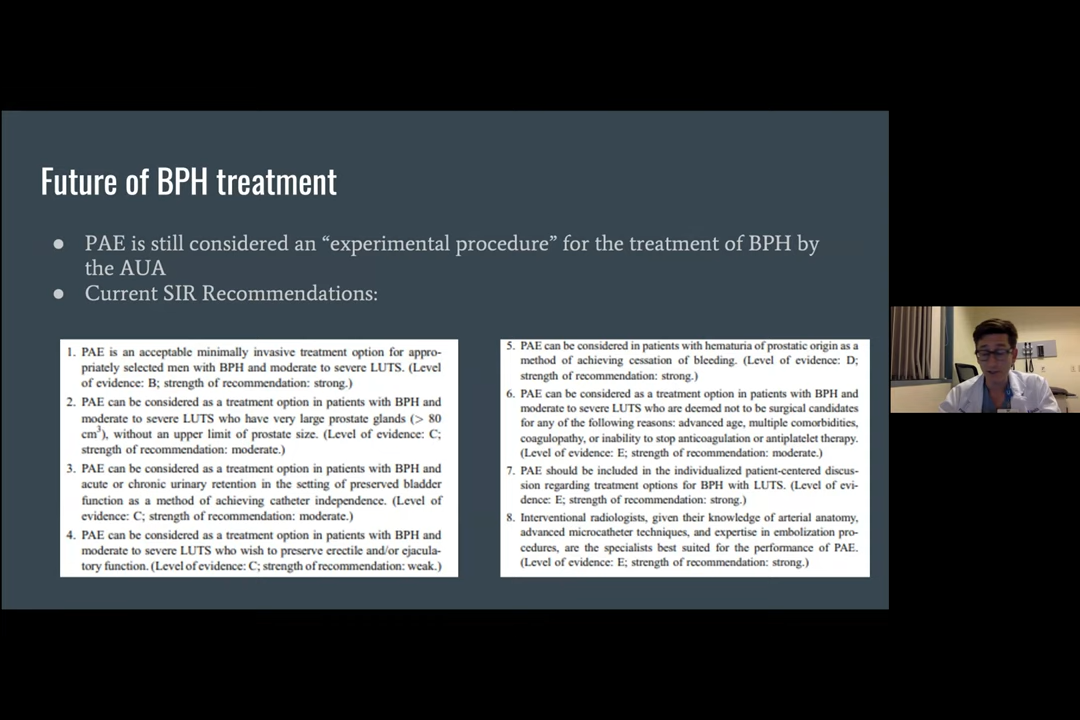 Future of BPH treatment
● PAE is still considered an “experimental procedure” for the treatment of BPH by
the AUA
● Current SIR Recommendations:
1. PAE is an acceptable minimally invasive treatment option for appro-
priately selected men with BPH and moderate to severe LUTS. (Level
of evidence: B; strength of recommendation: strong.)
2. PAE can be considered as a treatment option in patients with BPH and
moderate to severe LUTS who have very large prostate glands (> 80
cm³), without an upper limit of prostate size. (Level of evidence: C;
strength of recommendation: moderate.)
3. PAE can be considered as a treatment option in patients with BPH and
acute or chronic urinary retention in the setting of preserved bladder
function as a method of achieving catheter independence. (Level of
evidence: C; strength of recommendation: moderate.)
4. PAE can be considered as a treatment option in patients with BPH and
moderate to severe LUTS who wish to preserve erectile and/or ejacula-
tory function. (Level of evidence: C; strength of recommendation: weak.)
5. PAE can be considered in patients with hematuria of prostatic origin as a
method of achieving cessation of bleeding. (Level of evidence: D;
strength of recommendation: strong.)
6. PAE can be considered as a treatment option in patients with BPH and
moderate to severe LUTS who are deemed not to be surgical candidates
for any of the following reasons: advanced age, multiple comorbidities,
coagulopathy, or inability to stop anticoagulation or antiplatelet therapy.
(Level of evidence: E; strength of recommendation: moderate.)
7. PAE should be included in the individualized patient-centered discus-
sion regarding treatment options for BPH with LUTS. (Level of evi-
dence: E; strength of recommendation: strong.)
8. Interventional radiologists, given their knowledge of arterial anatomy,
advanced microcatheter techniques, and expertise in embolization pro-
cedures, are the specialists best suited for the performance of PAE.
(Level of evidence: E; strength of recommendation: strong.)